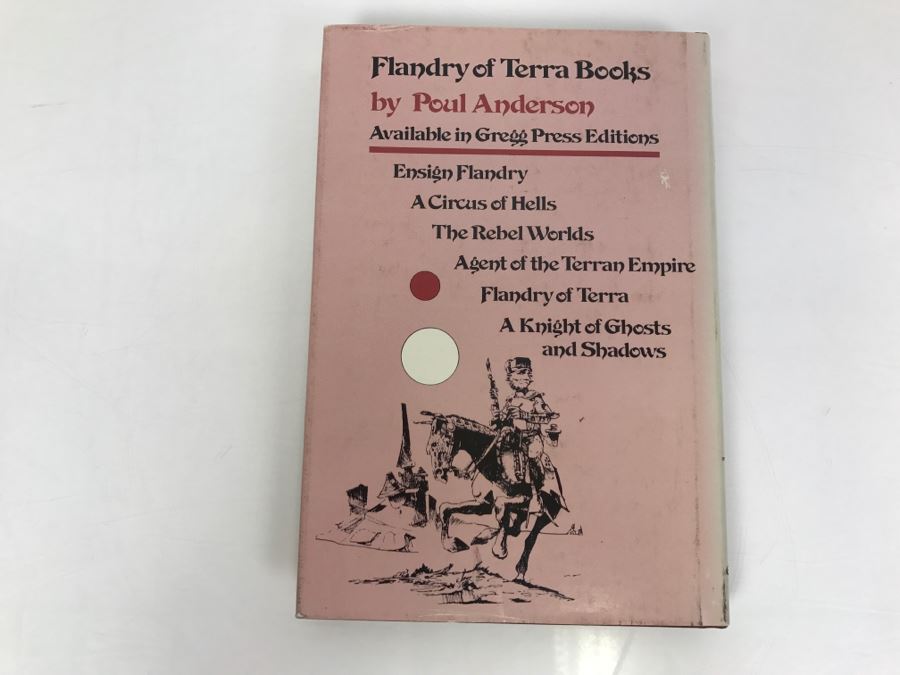 Flandry of Terra Books
by Poul Anderson
Available in Gregg Press Editions
Ensign Flandry
A Circus of Hells
The Rebel Worlds
Agent of the Terran Empire
Flandry of Terra
A Knight of Ghosts
and Shadows